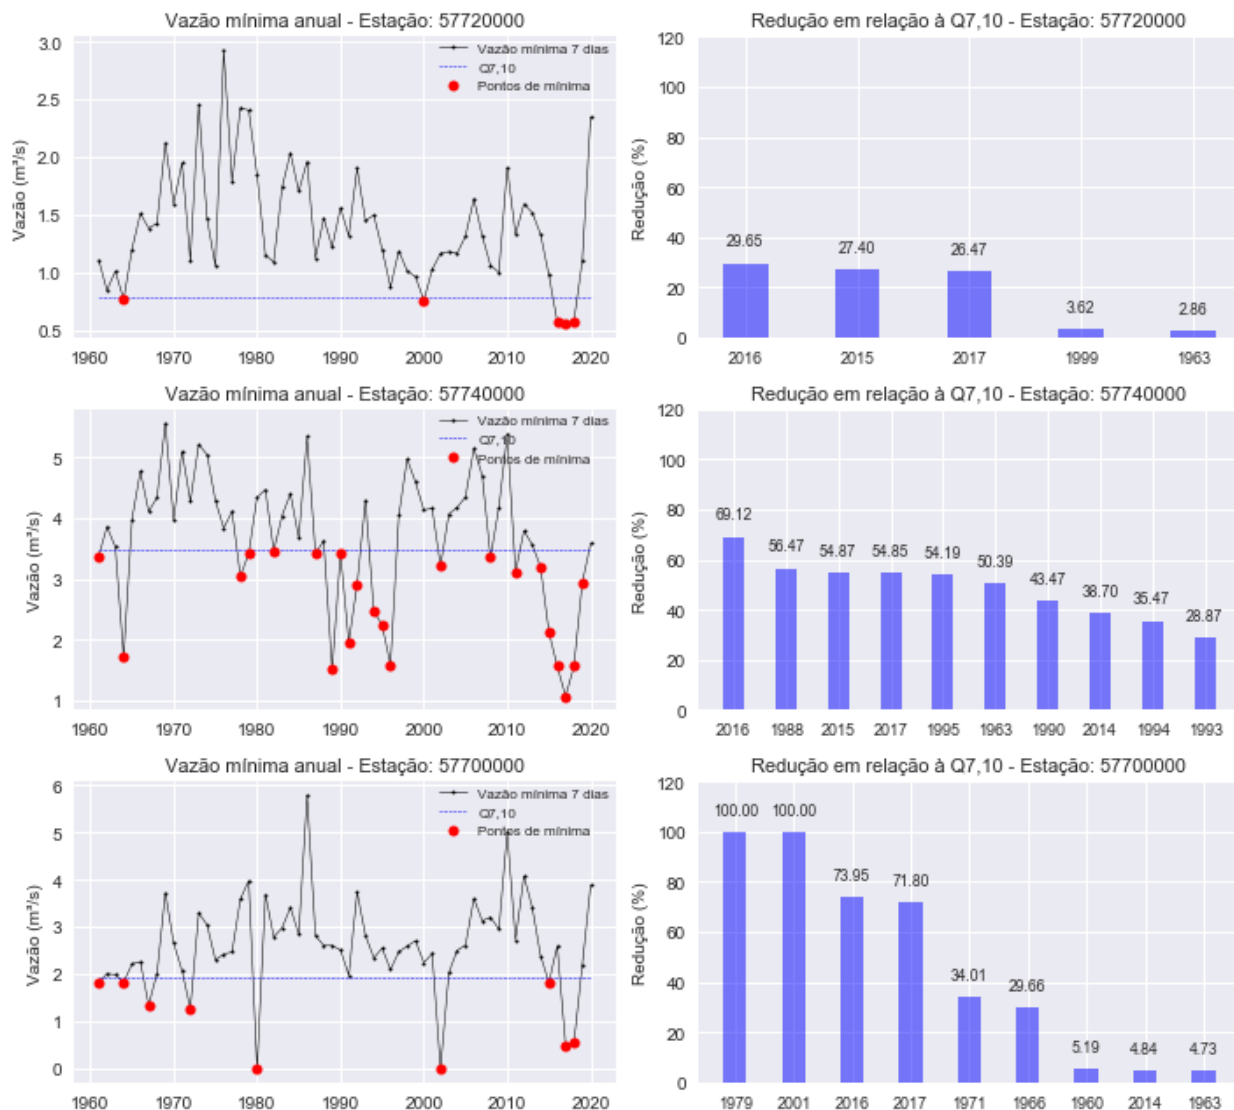 Vazão mínima anual - Estação: 57720000
Vazão (m³/s)
3.0
2.5
2.0
1.5
1.0
0.5
Vazão mínima 7 dias
Q7,10
Pontos de mínima
1960 1970 1980 1990 2000 2010 2020
Redução em relação à Q7,10 - Estação: 57720000
Redução (%)
120
100
80
60
40
20
0
29.65 27.40 26.47 3.62 2.86
2016 2015 2017 1999 1963
Vazão mínima anual - Estação: 57740000
Vazão (m³/s)
5
4
3
2
1
Vazão mínima 7 dias
Q7,10
Pontos de mínima
1960 1970 1980 1990 2000 2010 2020
Redução em relação à Q7,10 - Estação: 57740000
Redução (%)
120
100
80
60
40
20
0
69.12 56.47 54.87 54.85 54.19 50.39 43.47 38.70 35.47 28.87
2016 1988 2015 2017 1995 1963 1990 2014 1994 1993
Vazão mínima anual - Estação: 57700000
Vazão (m³/s)
6
5
4
3
2
1
0
Vazão mínima 7 dias
Q7,10
Pontos de mínima
1960 1970 1980 1990 2000 2010 2020
Redução em relação à Q7,10 - Estação: 57700000
Redução (%)
120
100
80
60
40
20
0
100.00 100.00 73.95 71.80 34.01 29.66 5.19 4.84 4.73
1979 2001 2016 2017 1971 1966 1960 2014 1963